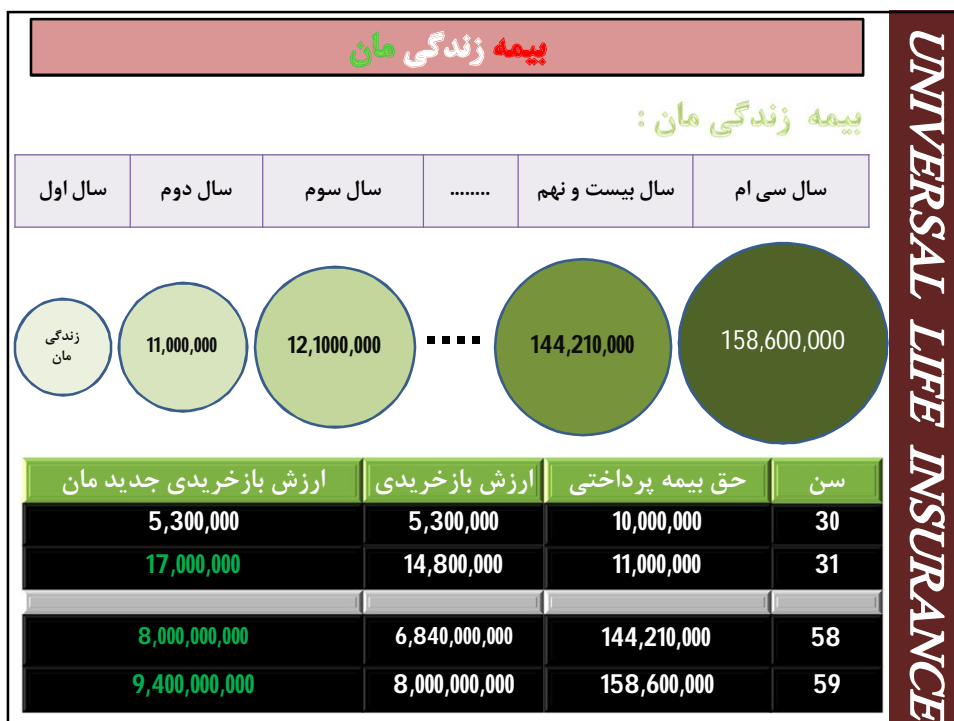 بیمه زندگی مان
بیمه زندگی مان :
سال اول سال دوم سال سوم ........ سال بیست و نهم سال سی ام
زندگی
مان
11,000,000 12,1000,000 .... 144,210,000 158,600,000
سن حق بیمه پرداختی ارزش بازخریدی ارزش بازخریدی جدید مان
30 10,000,000 5,300,000 5,300,000
31 11,000,000 14,800,000 17,000,000
58 144,210,000 6,840,000,000 8,000,000,000
59 158,600,000 8,000,000,000 9,400,000,000
UNIVERSAL LIFE INSURANCE